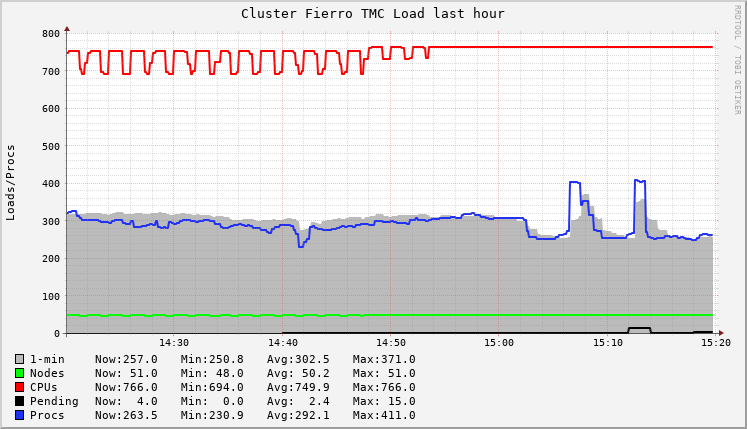 Cluster Fierro TMC Load last hour
RRDTOOL / TOBI OETIKER
Loads/Procs
800
700
600
500
400
300
200
100
0
14:30 14:40 14:50 15:00 15:10 15:20
1-min Now:257.0 Min:250.8 Avg:302.5 Max:371.0
Nodes Now: 51.0 Min: 48.0 Avg: 50.2 Max: 51.0
CPUs Now:766.0 Min:694.0 Avg:749.9 Max:766.0
Pending Now: 4.0 Min: 0.0 Avg: 2.4 Max: 15.0
Procs Now:263.5 Min:230.9 Avg:292.1 Max:411.0